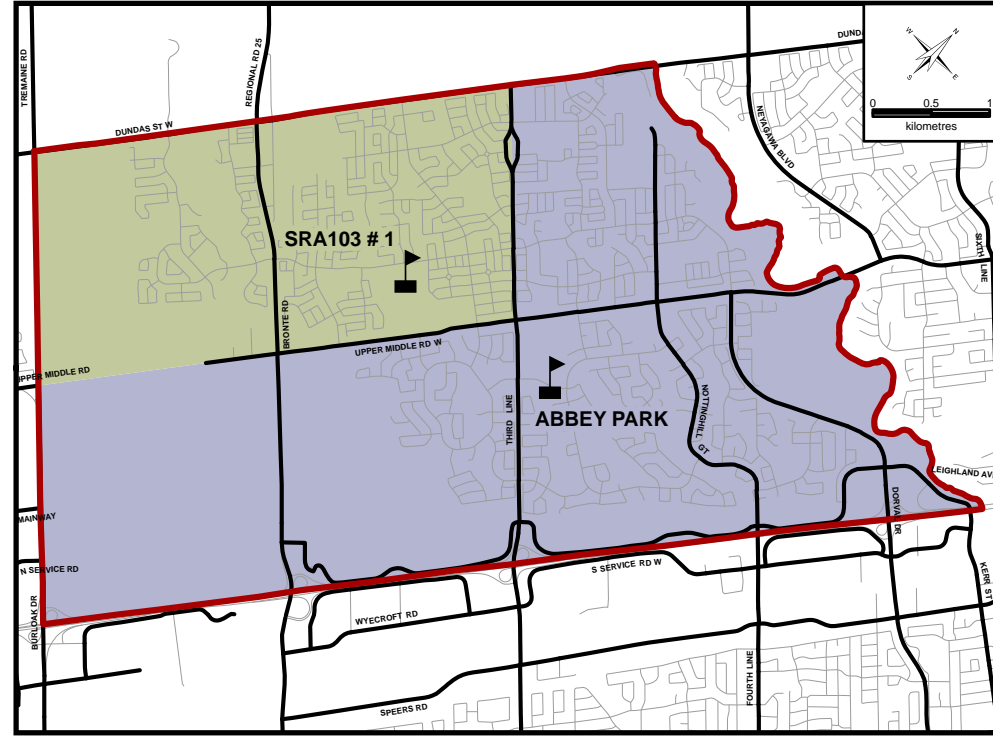 TREMAINE RD
REGIONAL RD 25
DUNDAS ST W
DUND
W
N
S
E
0
0.5
1
kilometres
NEYAGAWA BLVD
SIXTH LINE
SRA103 # 1
BRONTE RD
UPPER MIDDLE RD W
UPPER MIDDLE RD
THIRD LINE
ABBEY PARK
NOTTINGHILL GT
LEIGHLAND AV
DORVAL DR
MAINWAY
N SERVICE RD
BURLOAK DR
S SERVICE RD W
WYECROFT RD
KERR ST
FOURTH LINE
SPEERS RD